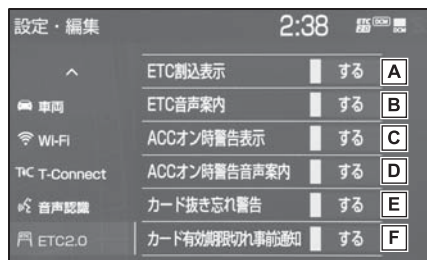 設定・編集 2:38 ETC DCM
ETC割込表示 する A
車両 ETC音声案内 する B
Wi-Fi ACCオン時警告表示 する C
T-Connect ACCオン時警告音声案内 する D
音声認識 カード抜き忘れ警告 する E
ETC2.0 カード有効期限切れ事前通知 する F